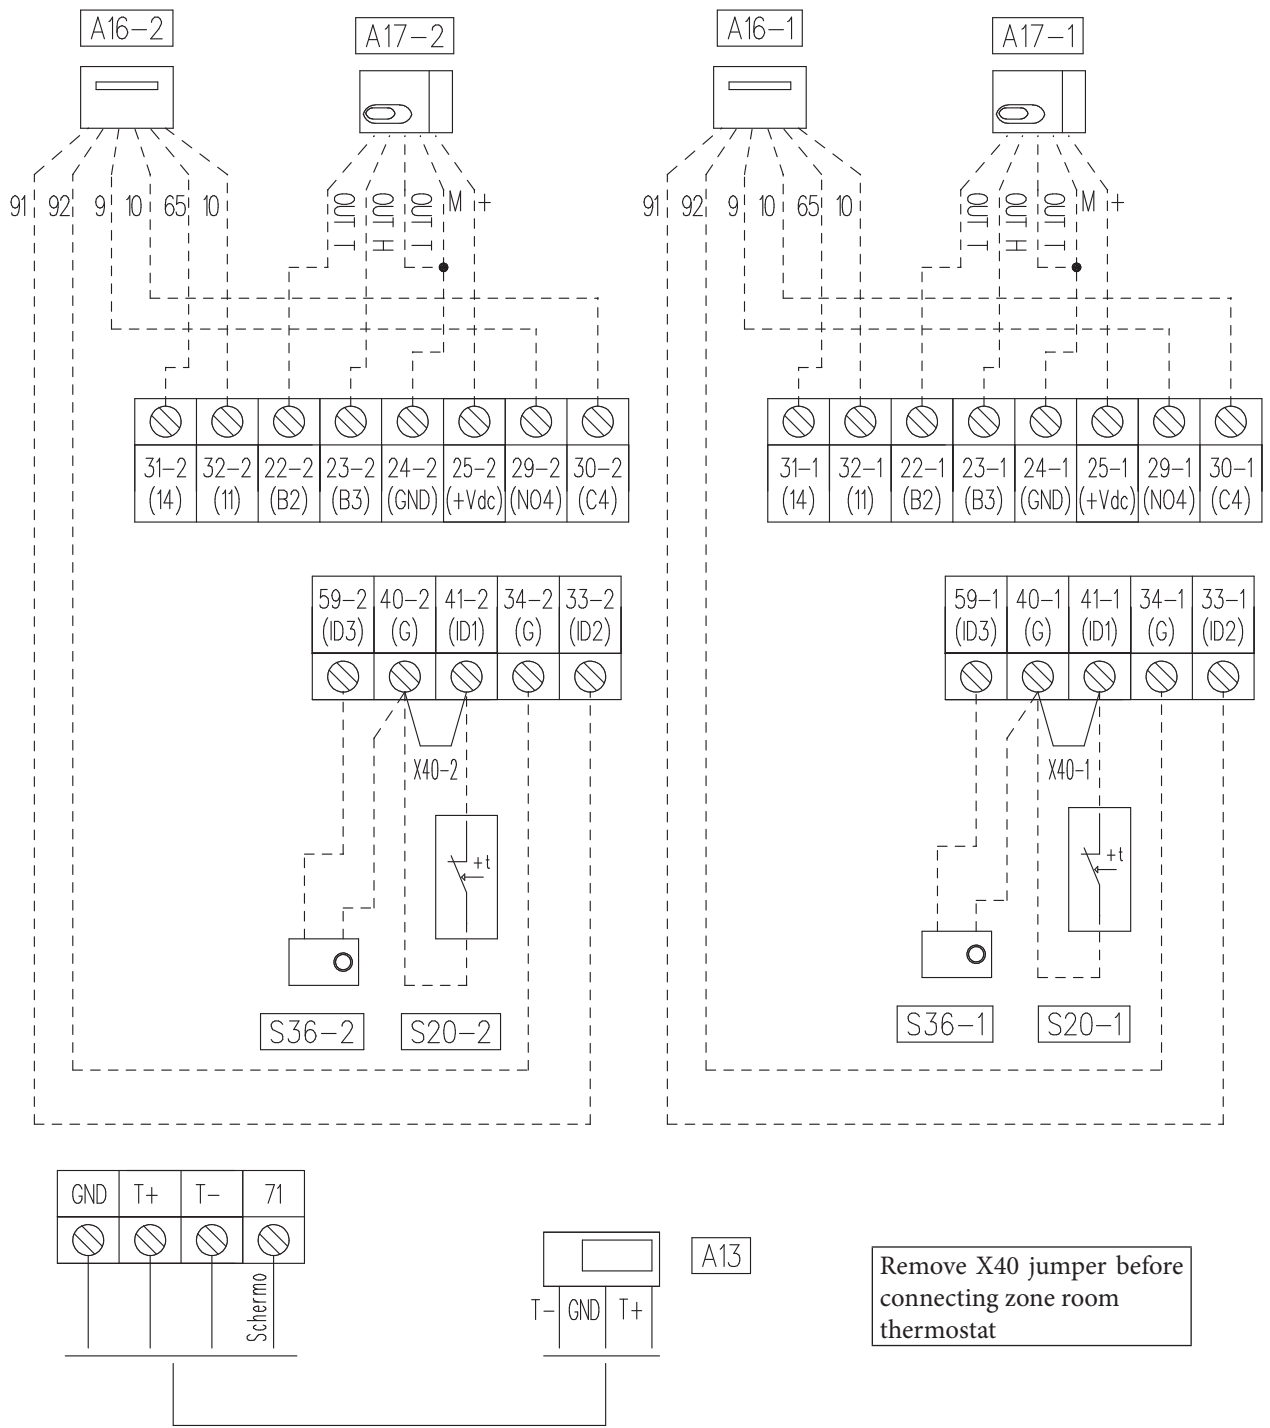 A16-2
A17-2
A16-1
A17-1
91 92 9 10 65 10
OUT T
OUT H
OUT T
M +
91 92 9 10 65 10
OUT T
OUT H
OUT T
M +
31-2 32-2 22-2 23-2 24-2 25-2 29-2 30-2
(14) (11) (B2) (B3) (GND) (+Vdc) (NO4) (C4)
31-1 32-1 22-1 23-1 24-1 25-1 29-1 30-1
(14) (11) (B2) (B3) (GND) (+Vdc) (NO4) (C4)
59-2 40-2 41-2 34-2 33-2
(ID3) (G) (ID1) (G) (ID2)
59-1 40-1 41-1 34-1 33-1
(ID3) (G) (ID1) (G) (ID2)
X40-2
X40-1
+t
+t
S36-2
S20-2
S36-1
S20-1
GND T+ T- 71
Schermo
A13
T- GND T+
Remove X40 jumper before
connecting zone room
thermostat